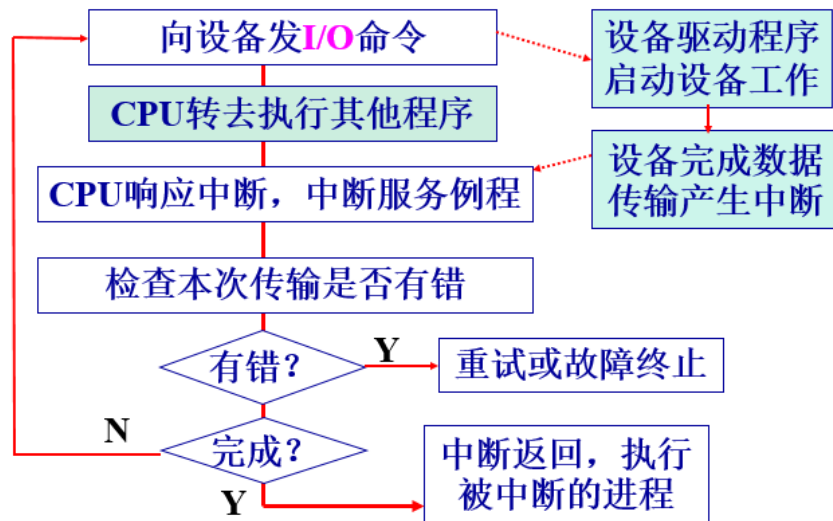 向设备发I/O命令
设备驱动程序
启动设备工作
CPU转去执行其他程序
设备完成数据
传输产生中断
CPU响应中断，中断服务例程
检查本次传输是否有错
有错？
Y
重试或故障终止
N
完成？
Y
中断返回，执行
被中断的进程